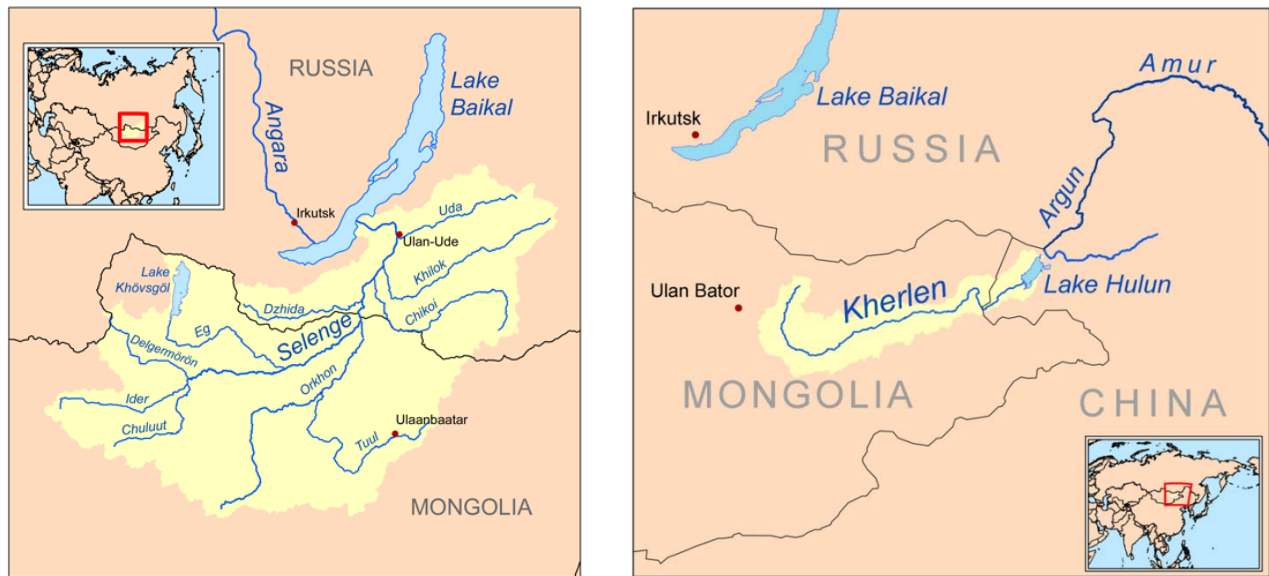 RUSSIA
Lake
Baikal
Angara
Irkutsk
Uda
Ulan-Ude
Khilok
Lake
Khövsgöl
Dzhida
Chikoi
Eg
Selenge
Delgermörön
Orkhon
Ider
Chuluut
Ulaanbaatar
Tuul
MONGOLIA
Amur
Lake Baikal
Irkutsk
RUSSIA
Argun
Ulan Bator
Kherlen
Lake Hulun
MONGOLIA
CHINA